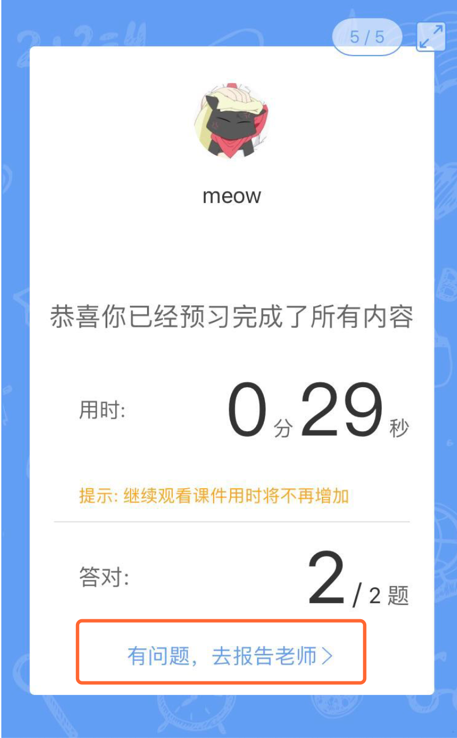 5 / 5
meow
恭喜你已经预习完成了所有内容
用时: 0分29秒
提示: 继续观看课件用时将不再增加
答对: 2/2题
有问题，去报告老师>